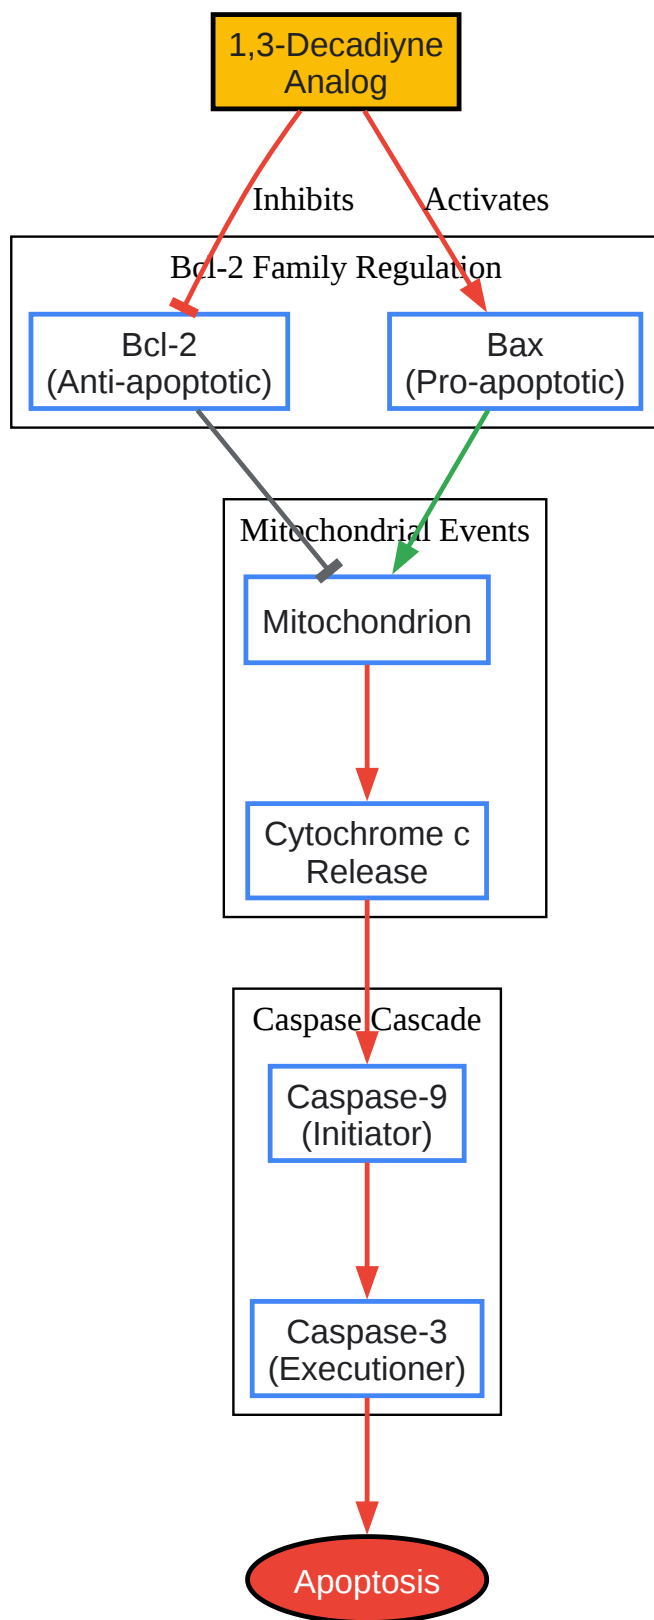 1,3-Decadiyne
Analog
Inhibits
Activates
Bcl-2 Family Regulation
Bcl-2
(Anti-apoptotic)
Bax
(Pro-apoptotic)
Mitochondrial Events
Mitochondrion
Cytochrome c
Release
Caspase Cascade
Caspase-9
(Initiator)
Caspase-3
(Executioner)
Apoptosis